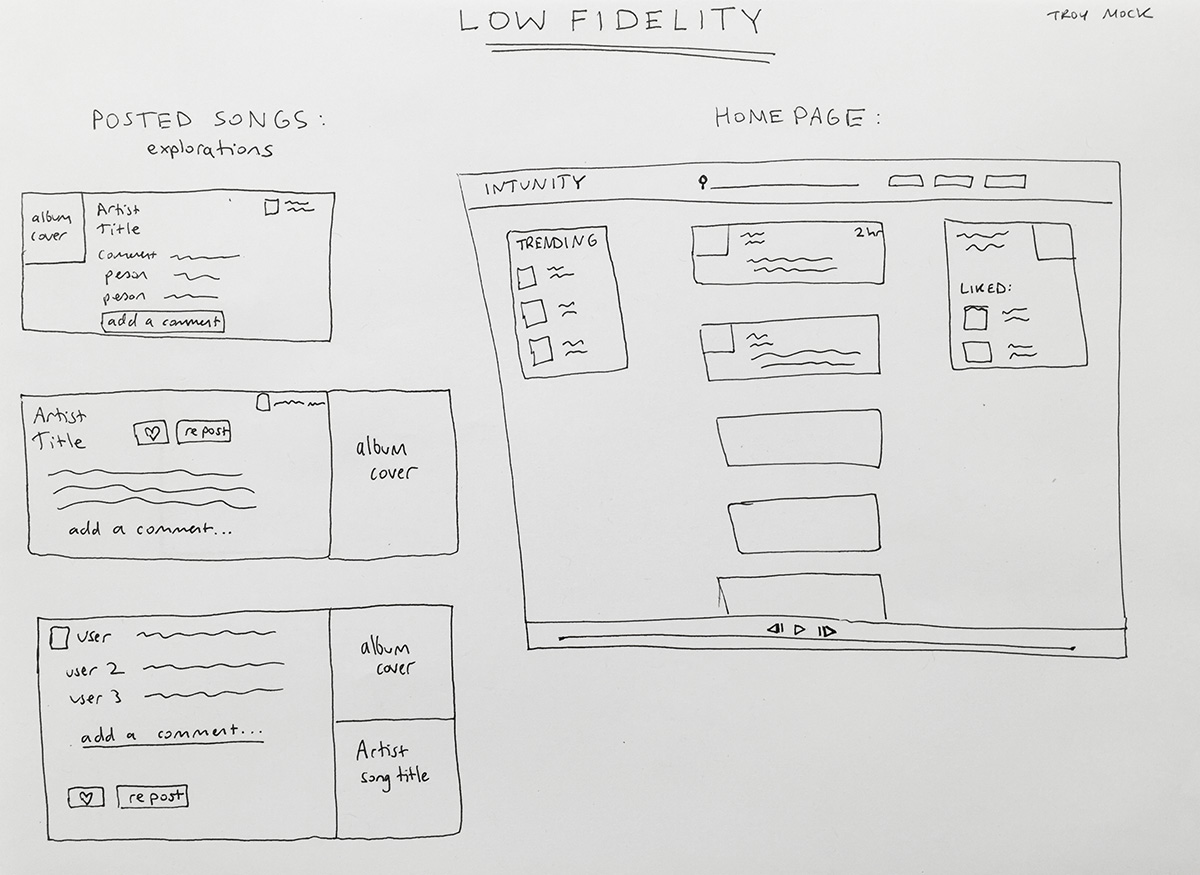 LOW FIDELITY
TROY MOCK
POSTED SONGS:
explorations
album
cover
Artist
Title
comment
person
person
add a comment
Artist
Title
♡
repost
album
cover
add a comment...
user
user 2
user 3
add a comment...
♡
repost
album
cover
Artist
song title
HOMEPAGE:
INTUNITY
TRENDING
2hr
LIKED: